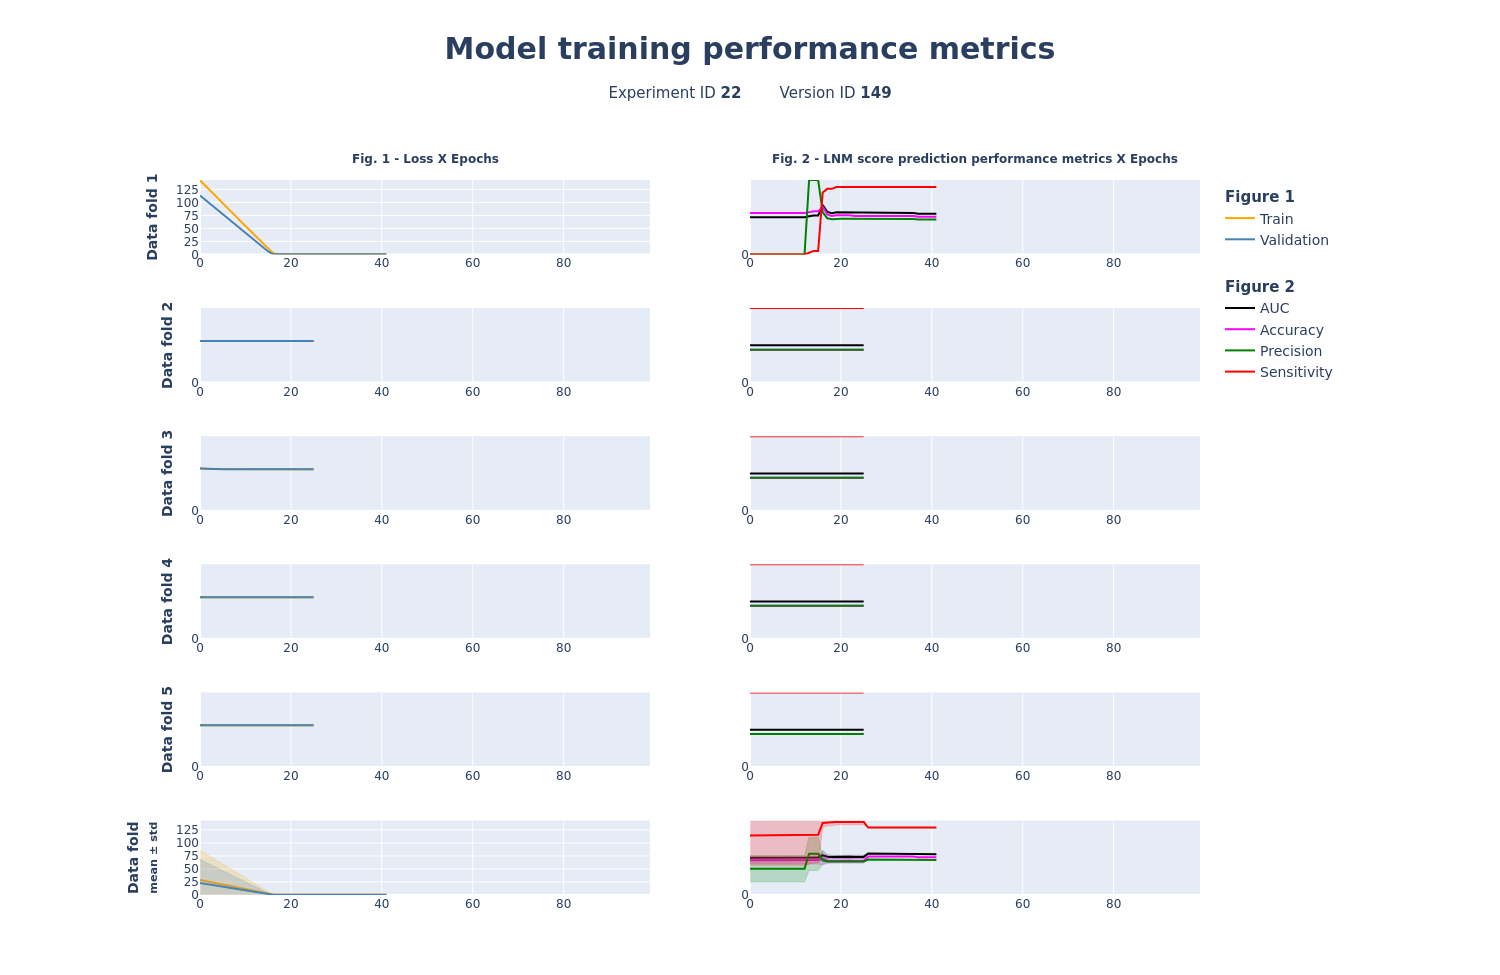 Model training performance metrics
Experiment ID 22 Version ID 149
Fig. 1 - Loss X Epochs
Fig. 2 - LNM score prediction performance metrics X Epochs
Data fold 1
125
100
75
50
25
0
0 20 40 60 80
0
0 20 40 60 80
Figure 1
Train
Validation
Figure 2
AUC
Accuracy
Precision
Sensitivity
Data fold 2
0
0 20 40 60 80
0
0 20 40 60 80
Data fold 3
0
0 20 40 60 80
0
0 20 40 60 80
Data fold 4
0
0 20 40 60 80
0
0 20 40 60 80
Data fold 5
0
0 20 40 60 80
0
0 20 40 60 80
Data fold
mean ± std
125
100
75
50
25
0
0 20 40 60 80
0
0 20 40 60 80